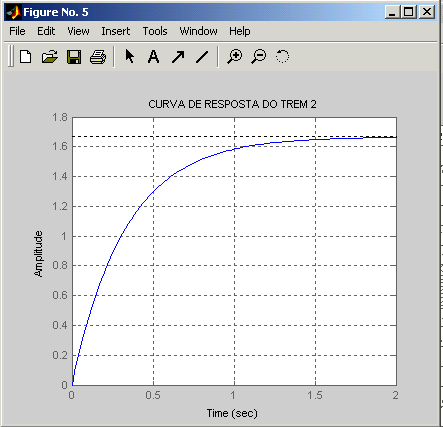 Figure No. 5
File Edit View Insert Tools Window Help
A
CURVA DE RESPOSTA DO TREM 2
1.8
1.6
1.4
1.2
1
0.8
0.6
0.4
0.2
0
Amplitude
0 0.5 1 1.5 2
Time (sec)